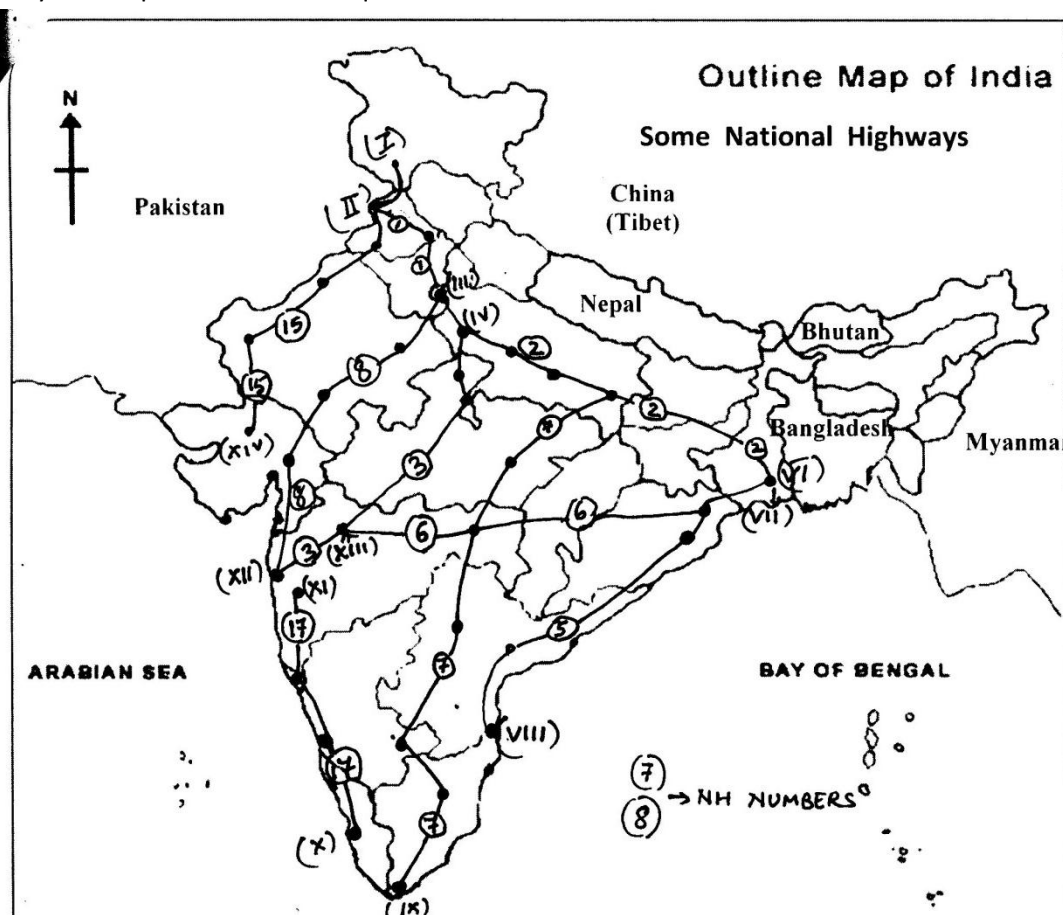 Outline Map of India
N
Some National Highways
(I)
China
(Tibet)
Pakistan
(II)
1
1
(III)
Nepal
(IV)
Bhutan
15
2
8
15
2
Bangladesh
Myanmar
(XIV)
3
2
(VI)
8
6
6
(VII)
3
(XIII)
(XII)
(XI)
17
5
7
ARABIAN SEA
BAY OF BENGAL
(VIII)
7 → NH NUMBERS
8
7
(X)
(IX)